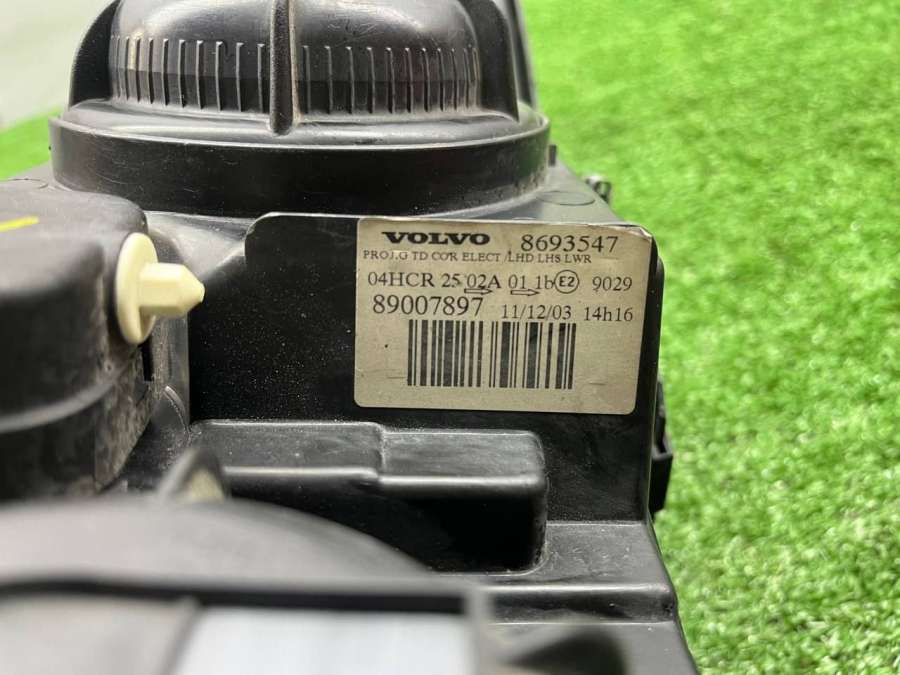 VOLVO 8693547
PROJ.G TD COR ELECT /LHD LHS LWR
04HCR 25 02A 01 1b E2 9029
89007897 11/12/03 14h16